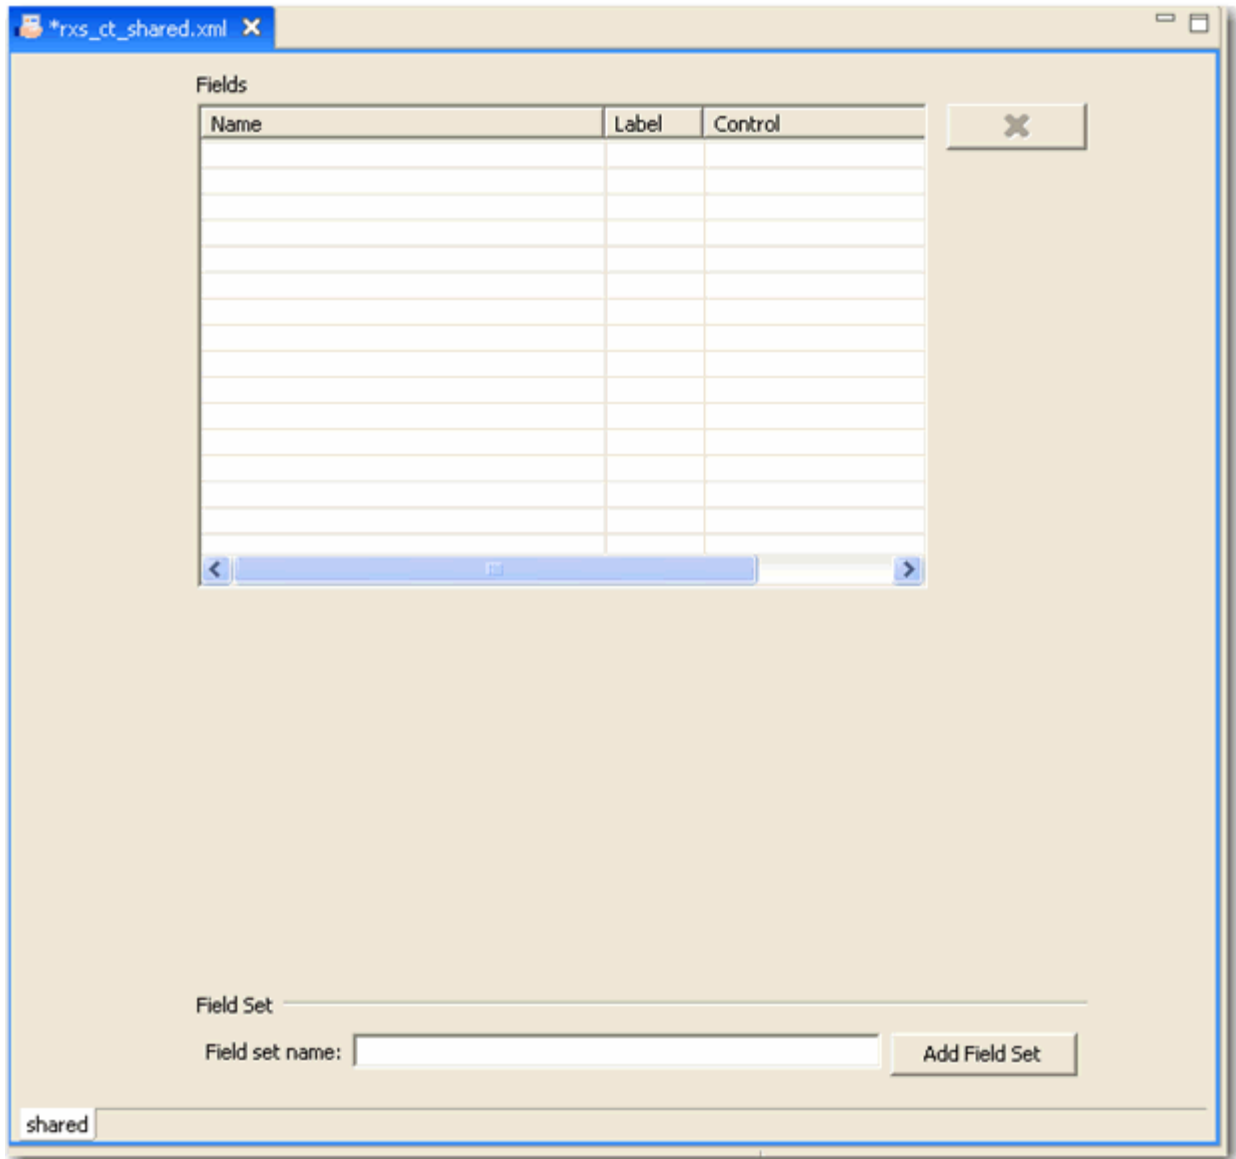 *rxs_ct_shared.xml
Fields
Name Label Control
Field Set
Field set name: Add Field Set
shared